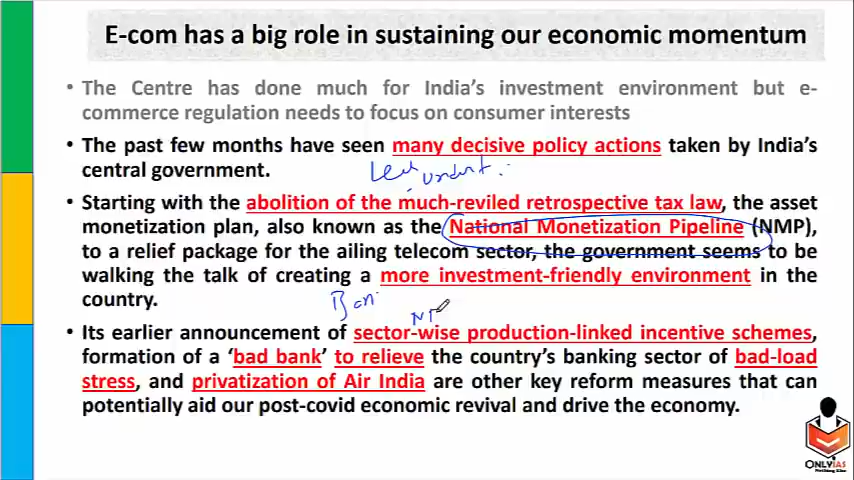 E-com has a big role in sustaining our economic momentum
• The Centre has done much for India's investment environment but e-
commerce regulation needs to focus on consumer interests
• The past few months have seen many decisive policy actions taken by India's
central government.
• Starting with the abolition of the much-reviled retrospective tax law, the asset
monetization plan, also known as the National Monetization Pipeline (NMP),
to a relief package for the ailing telecom sector, the government seems to be
walking the talk of creating a more investment-friendly environment in the
country.
• Its earlier announcement of sector-wise production-linked incentive schemes,
formation of a 'bad bank' to relieve the country's banking sector of bad-load
stress, and privatization of Air India are other key reform measures that can
potentially aid our post-covid economic revival and drive the economy.
ONLYIAS
Nothing Else